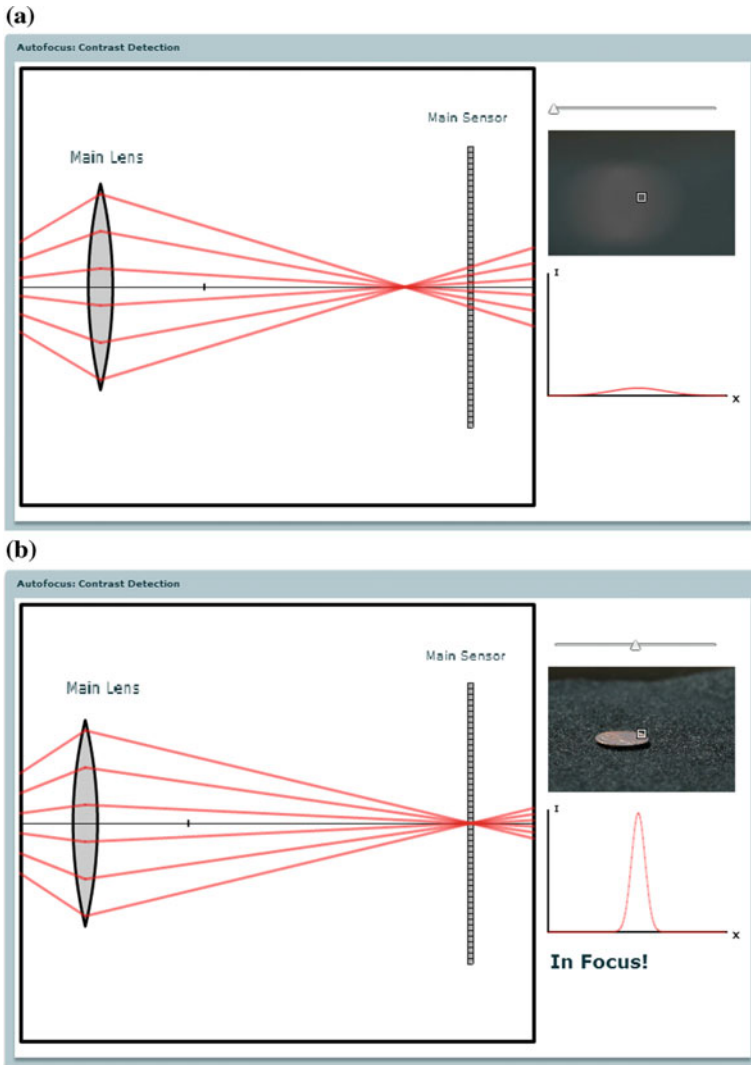 (a)
Autofocus: Contrast Detection
Main Sensor
Main Lens
I
X
(b)
Autofocus: Contrast Detection
Main Sensor
Main Lens
I
X
In Focus!